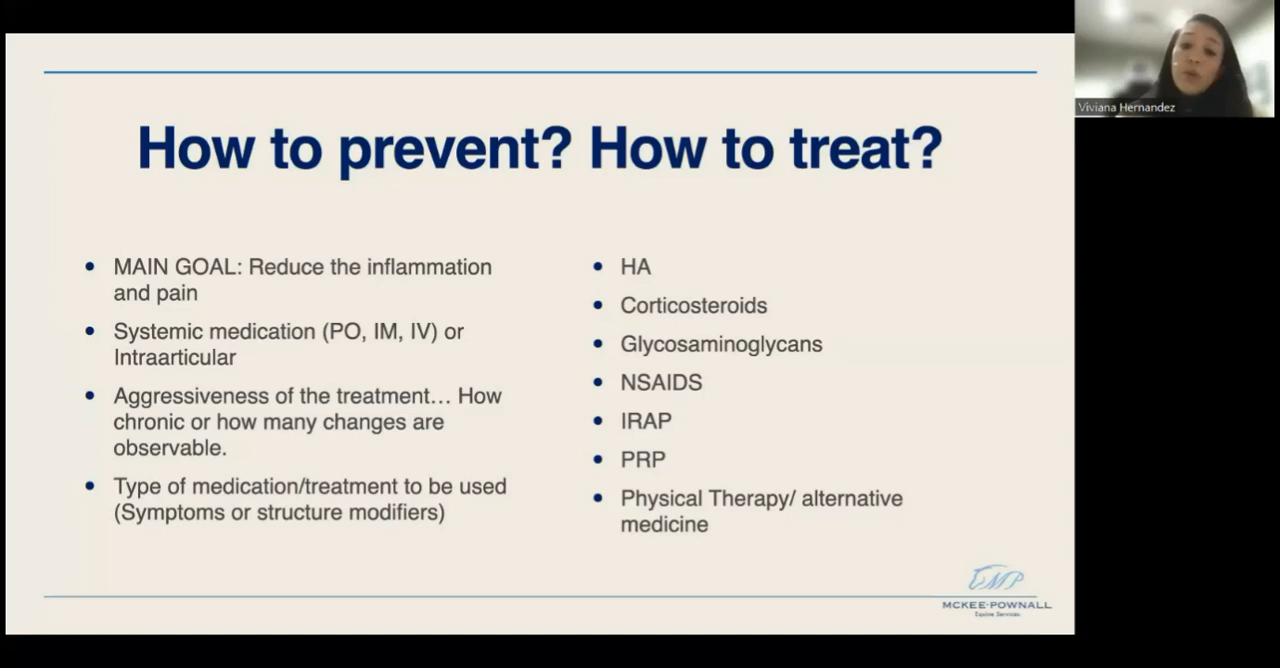 How to prevent? How to treat?
• MAIN GOAL: Reduce the inflammation
and pain
• Systemic medication (PO, IM, IV) or
Intraarticular
• Aggressiveness of the treatment… How
chronic or how many changes are
observable.
• Type of medication/treatment to be used
(Symptoms or structure modifiers)
• HA
• Corticosteroids
• Glycosaminoglycans
• NSAIDS
• IRAP
• PRP
• Physical Therapy/ alternative
medicine
MP
MCKEE-POWNALL
Equine Services
Viviana Hernandez